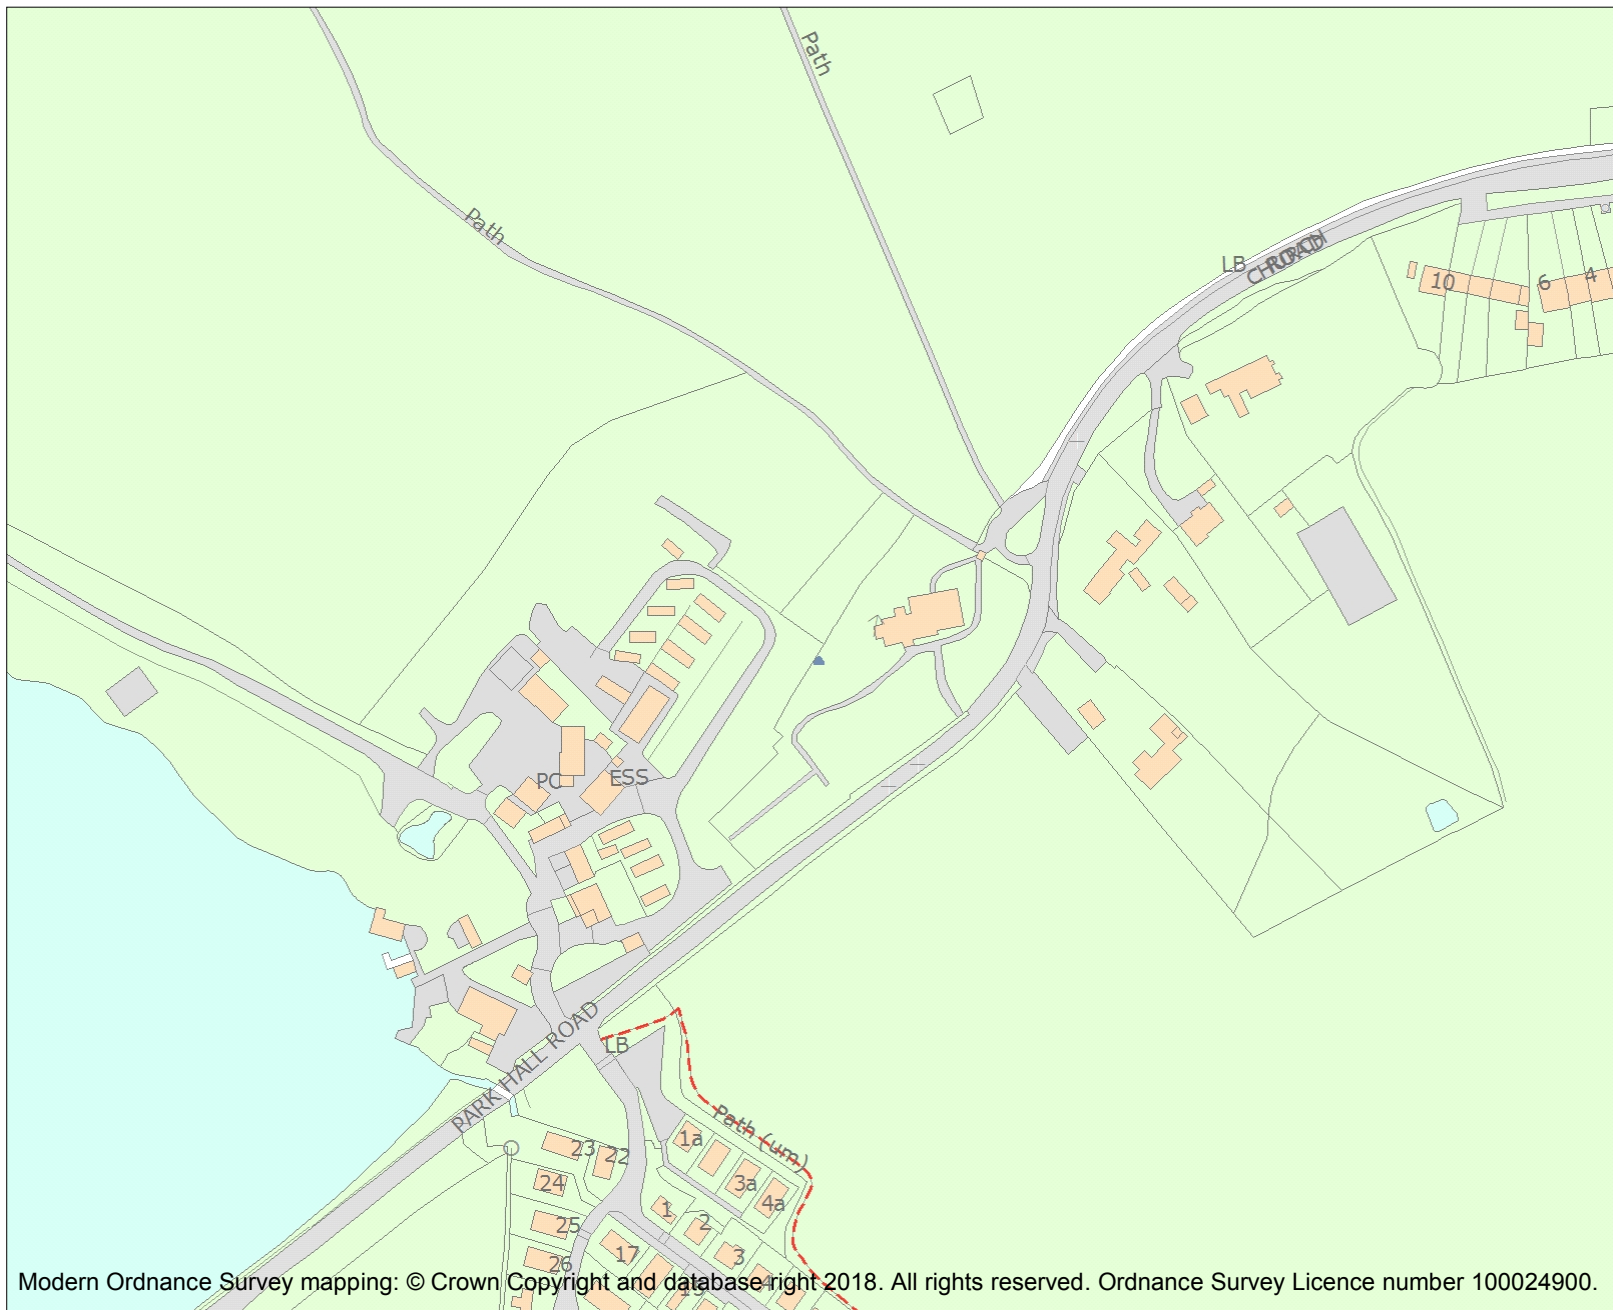 Path
Path
LB
CHURCH
ROAD
10
6
4
PC
ESS
PARK HALL ROAD
LB
Path (um)
1a
3a
4a
23
22
24
25
26
1
2
3
4
17
Modern Ordnance Survey mapping: © Crown Copyright and database right 2018. All rights reserved. Ordnance Survey Licence number 100024900.